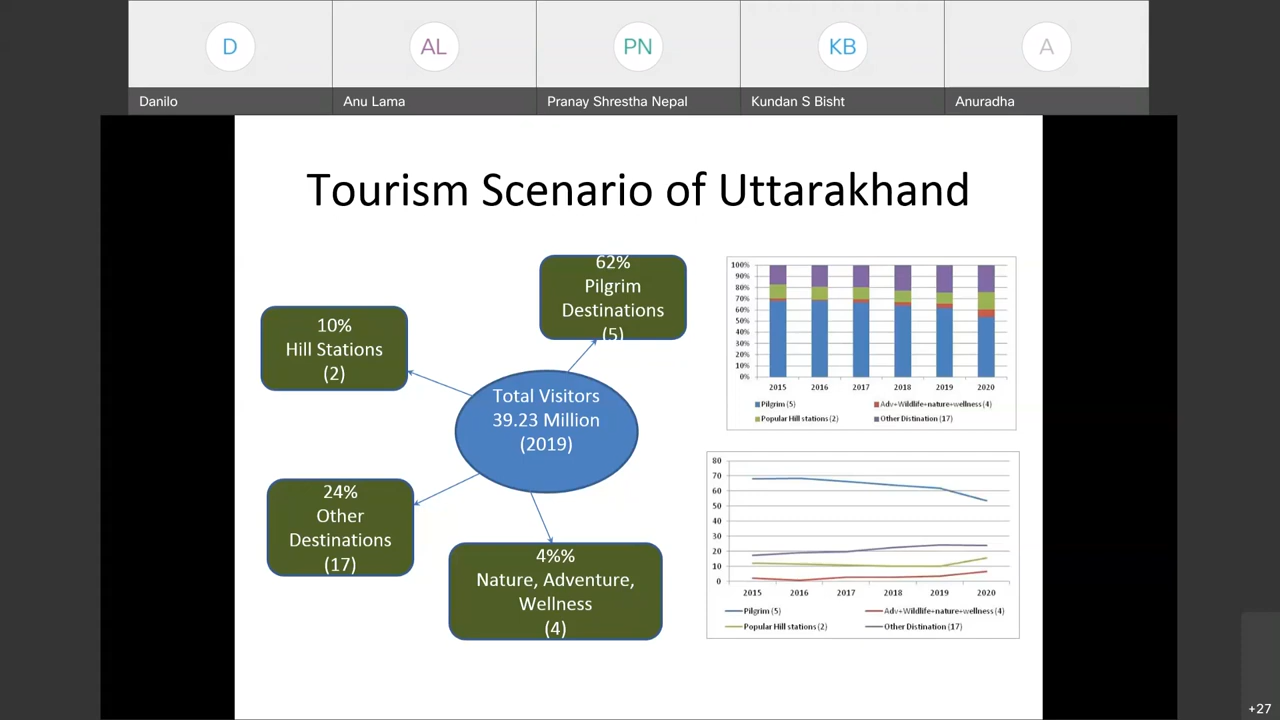 D
AL
PN
KB
A
Danilo
Anu Lama
Pranay Shrestha Nepal
Kundan S Bisht
Anuradha
Tourism Scenario of Uttarakhand
62%
Pilgrim
Destinations
(5)
10%
Hill Stations
(2)
Total Visitors
39.23 Million
(2019)
24%
Other
Destinations
(17)
4%%
Nature, Adventure,
Wellness
(4)
100%
90%
80%
70%
60%
50%
40%
30%
20%
10%
0%
2015 2016 2017 2018 2019 2020
Pilgrim (5) Adv+Wildlife+nature+wellness (4)
Popular Hill stations (2) Other Distination (17)
80
70
60
50
40
30
20
10
0
2015 2016 2017 2018 2019 2020
Pilgrim (5) Adv+Wildlife+nature+wellness (4)
Popular Hill stations (2) Other Distination (17)
+27